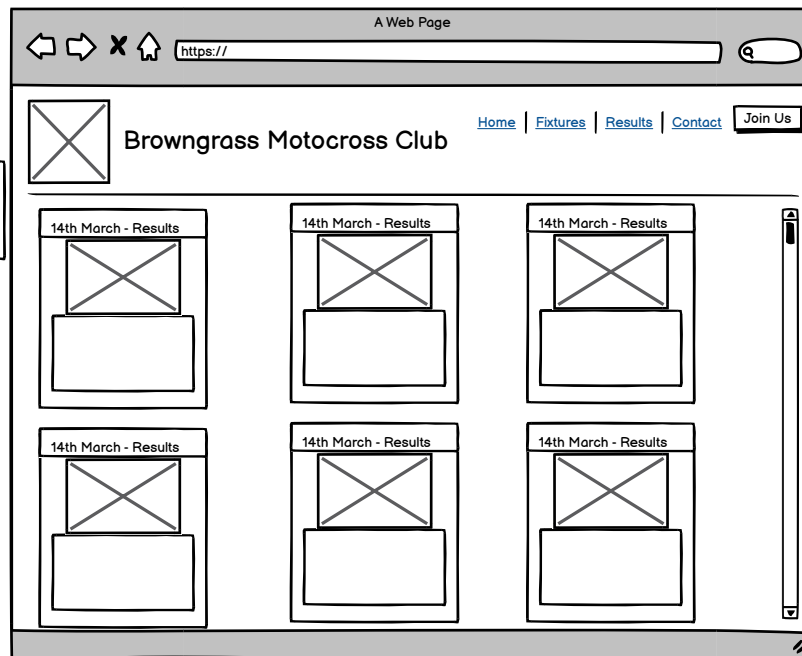 A Web Page
https://
Browngrass Motocross Club
Home
Fixtures
Results
Contact
Join Us
14th March - Results
14th March - Results
14th March - Results
14th March - Results
14th March - Results
14th March - Results